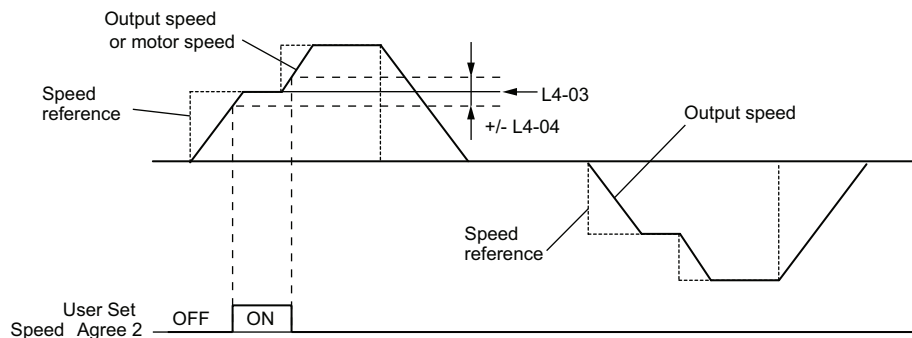 Output speed
or motor speed
Speed
reference
L4-03
+/- L4-04
Output speed
Speed
reference
User Set
Speed Agree 2
OFF
ON